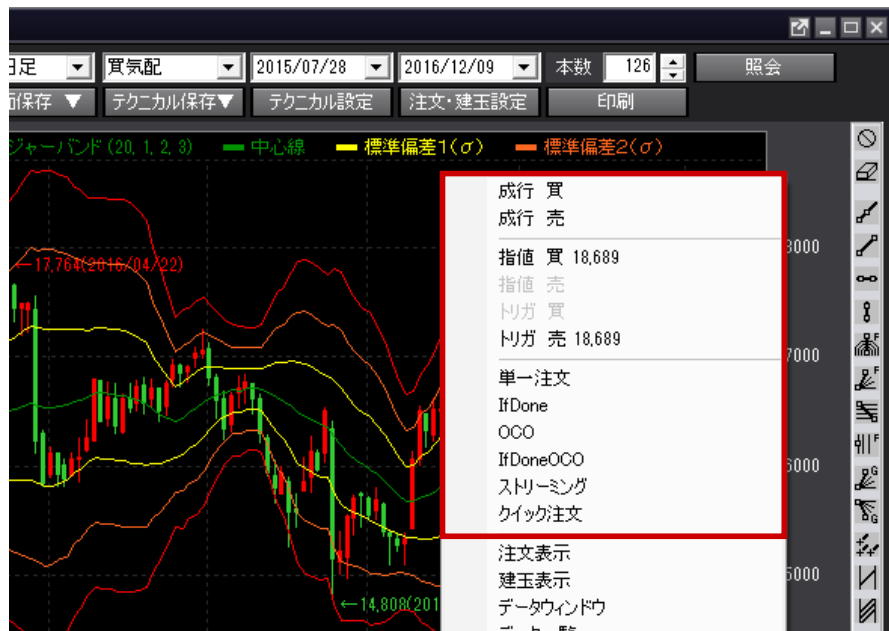 日足 買気配 2015/07/28 2016/12/09 本数 126 照会
保存 ▼ テクニカル保存▼ テクニカル設定 注文・建玉設定 印刷
ジャーバンド (20, 1, 2, 3) 中心線 標準偏差1(σ) 標準偏差2(σ)
成行 買
成行 売
指値 買 18,689
指値 売
トリガ 買
トリガ 売 18,689
単一注文
IfDone
OCO
IfDoneOCO
ストリーミング
クイック注文
注文表示
建玉表示
データウィンドウ
←17,764(2016/04/22)
←14,808(201
8000
7000
6000
5000